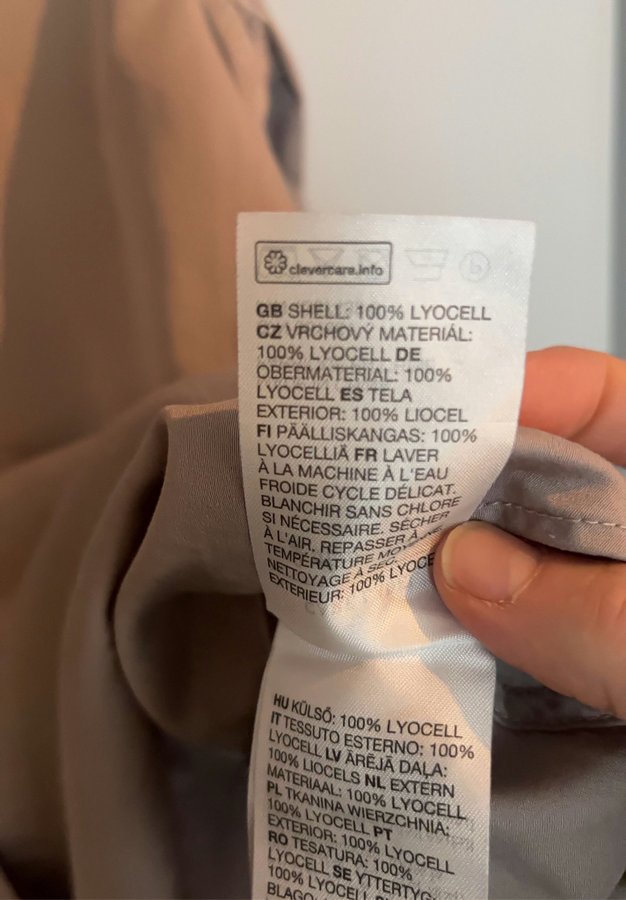 clevercare.info
GB SHELL: 100% LYOCELL
CZ VRCHOVÝ MATERIÁL:
100% LYOCELL DE
OBERMATERIAL: 100%
LYOCELL ES TELA
EXTERIOR: 100% LIOCEL
FI PÄÄLLISKANGAS: 100%
LYOCELLIÄ FR LAVER
À LA MACHINE À L'EAU
FROIDE CYCLE DÉLICAT.
BLANCHIR SANS CHLORE
SI NÉCESSAIRE. SÉCHER
À L'AIR. REPASSER À
TEMPÉRATURE
NETTOYAGE À
EXTERIEUR: 100% LYOCE
HU KÜLSŐ: 100% LYOCELL
IT TESSUTO ESTERNO: 100%
LYOCELL LV ĀRĒJĀ DAĻA:
100% LIOCELS NL EXTERN
MATERIAAL: 100% LYOCELL
PL TKANINA WIERZCHNIA:
100% LYOCELL PT
EXTERIOR: 100% LYOCELL
RO TESATURA: 100%
LYOCELL SE YTTERTYG:
100% LYOCELL